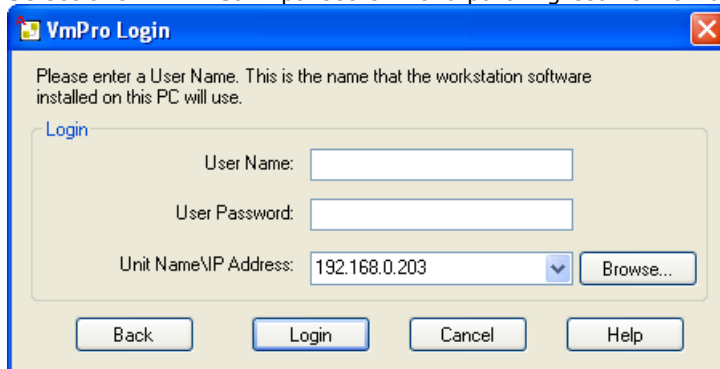 VmPro Login
Please enter a User Name. This is the name that the workstation software
installed on this PC will use.
Login
User Name:
User Password:
Unit Name\IP Address: 192.168.0.203 Browse...
Back Login Cancel Help